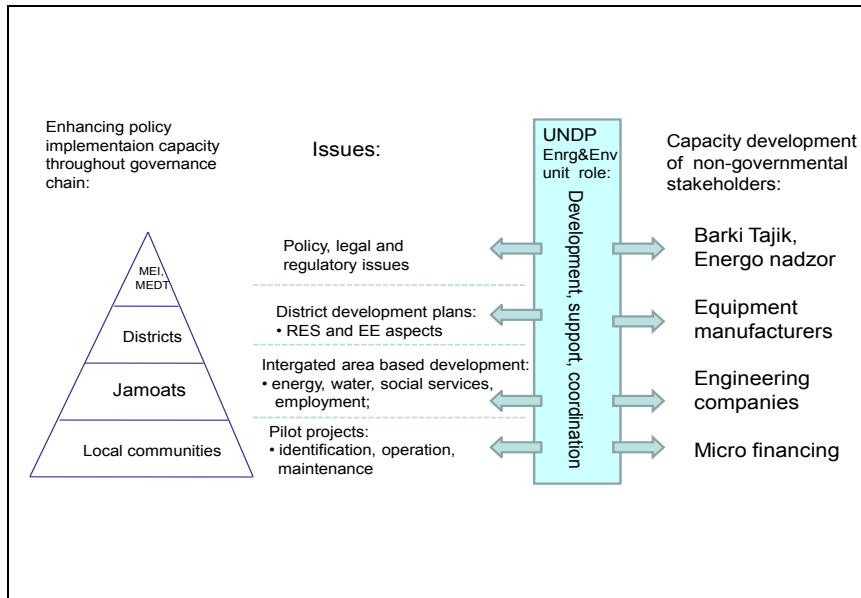 Enhancing policy
implementaion capacity
throughout governance
chain:
MEI,
MEDT
Districts
Jamoats
Local communities
Issues:
Policy, legal and
regulatory issues
District development plans:
• RES and EE aspects
Intergated area based development:
• energy, water, social services,
employment;
Pilot projects:
• identification, operation,
maintenance
UNDP
Enrg&Env
unit role:
Development, support, coordination
Capacity development
of non-governmental
stakeholders:
Barki Tajik,
Energo nadzor
Equipment
manufacturers
Engineering
companies
Micro financing